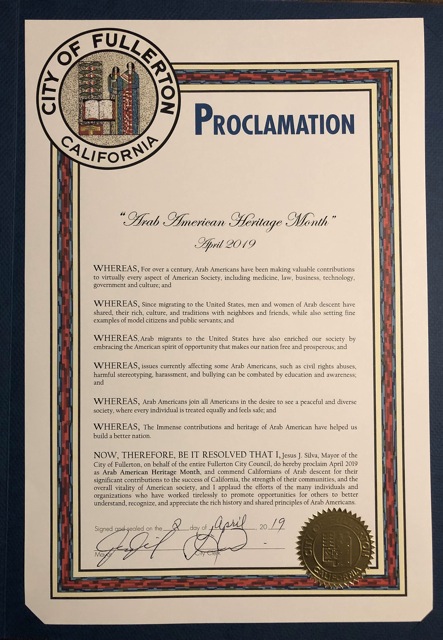 CITY OF FULLERTON
CALIFORNIA
PROCLAMATION
"Arab American Heritage Month"
April 2019
WHEREAS, For over a century, Arab Americans have been making valuable contributions
to virtually every aspect of American Society, including medicine, law, business, technology,
government and culture; and
WHEREAS, Since migrating to the United States, men and women of Arab descent have
shared, their rich, culture, and traditions with neighbors and friends, while also setting fine
examples of model citizens and public servants; and
WHEREAS, Arab migrants to the United States have also enriched our society by
embracing the American spirit of opportunity that makes our nation free and prosperous; and
WHEREAS, issues currently affecting some Arab Americans, such as civil rights abuses,
harmful stereotyping, harassment, and bullying can be combated by education and awareness;
and
WHEREAS, Arab Americans join all Americans in the desire to see a peaceful and diverse
society, where every individual is treated equally and feels safe; and
WHEREAS, The Immense contributions and heritage of Arab American have helped us
build a better nation.
NOW, THEREFORE, BE IT RESOLVED THAT I, Jesus J. Silva, Mayor of the
City of Fullerton, on behalf of the entire Fullerton City Council, do hereby proclaim April 2019
as Arab American Heritage Month, and commend Californians of Arab descent for their
significant contributions to the success of California, the strength of their communities, and the
overall vitality of American society, and I applaud the efforts of the many individuals and
organizations who have worked tirelessly to promote opportunities for others to better
understand, recognize, and appreciate the rich history and shared principles of Arab Americans.
Signed and sealed on the 2 day of April 2019
Mayor City Clerk